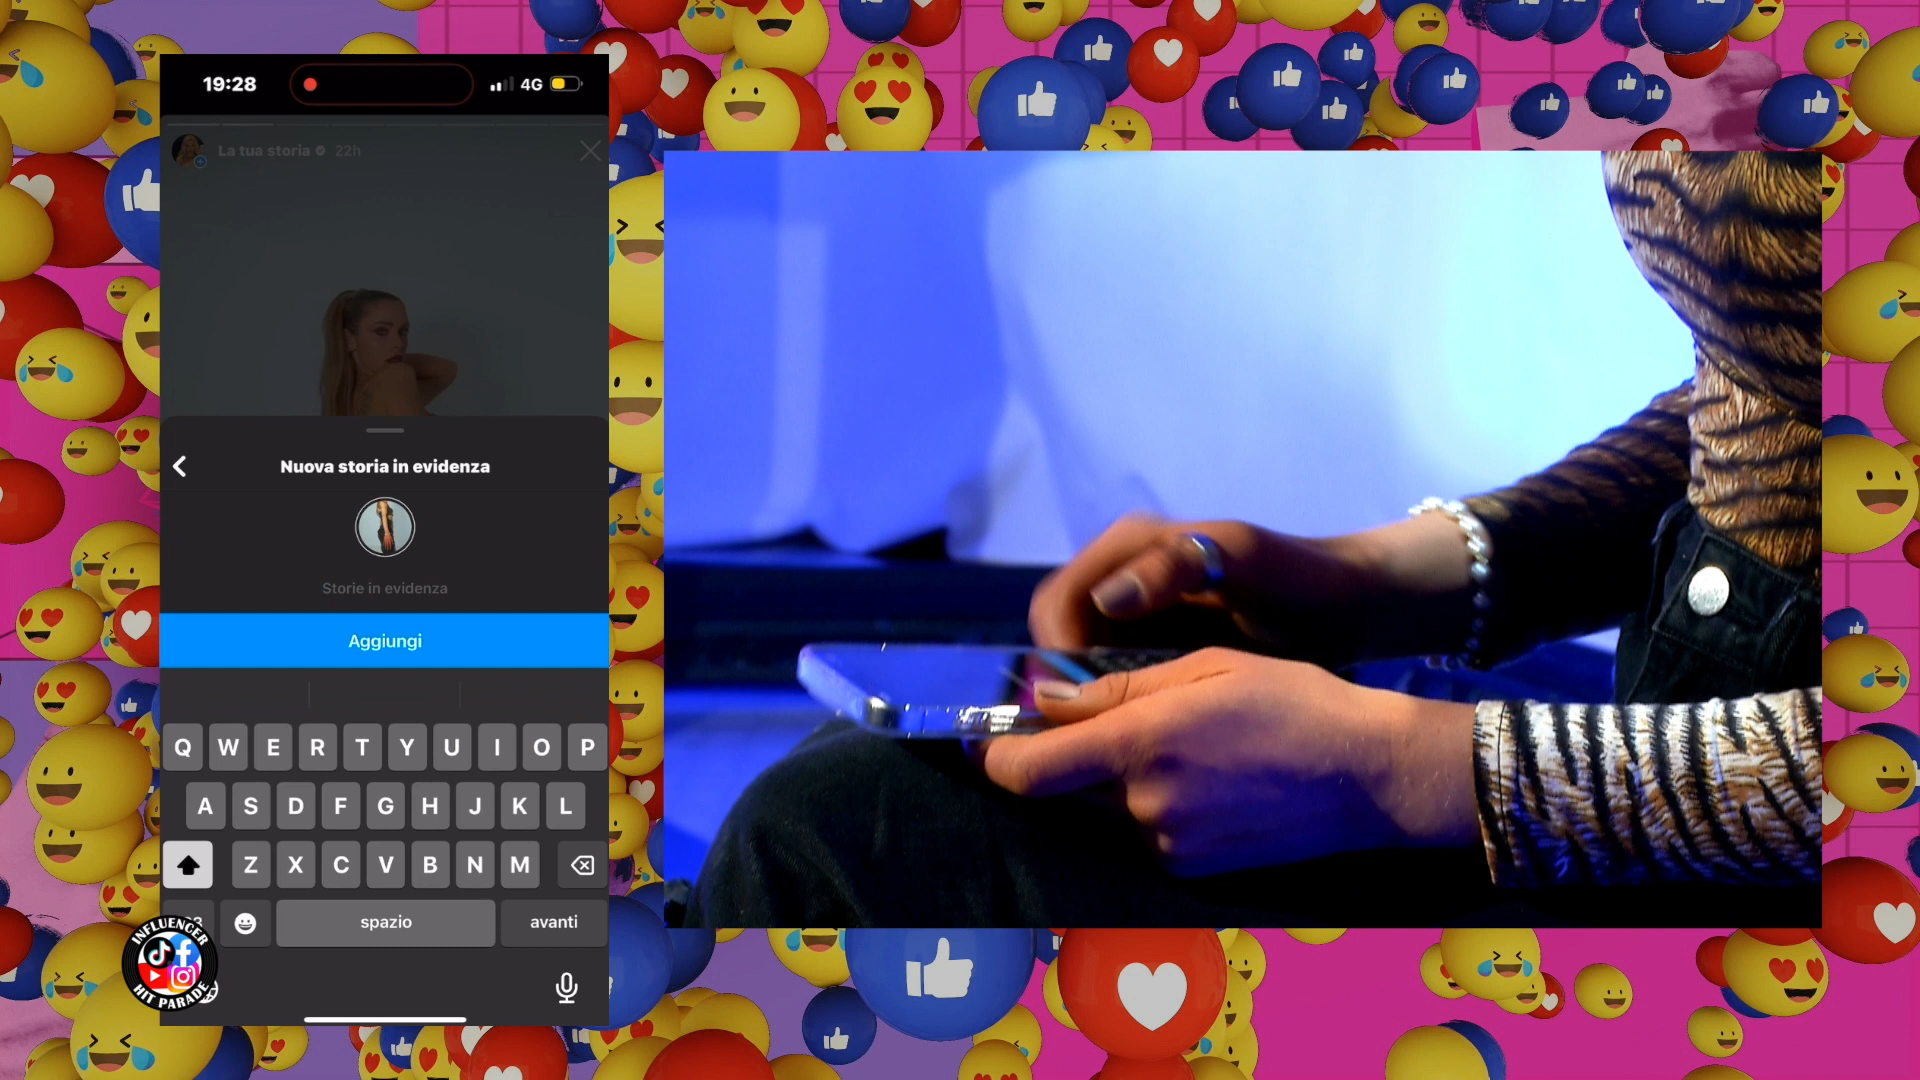 19:28
4G
La tua storia 22h
Nuova storia in evidenza
Storie in evidenza
Aggiungi
Q W E R T Y U I O P
A S D F G H J K L
Z X C V B N M
spazio avanti
INFLUENCER
HIT PARADE